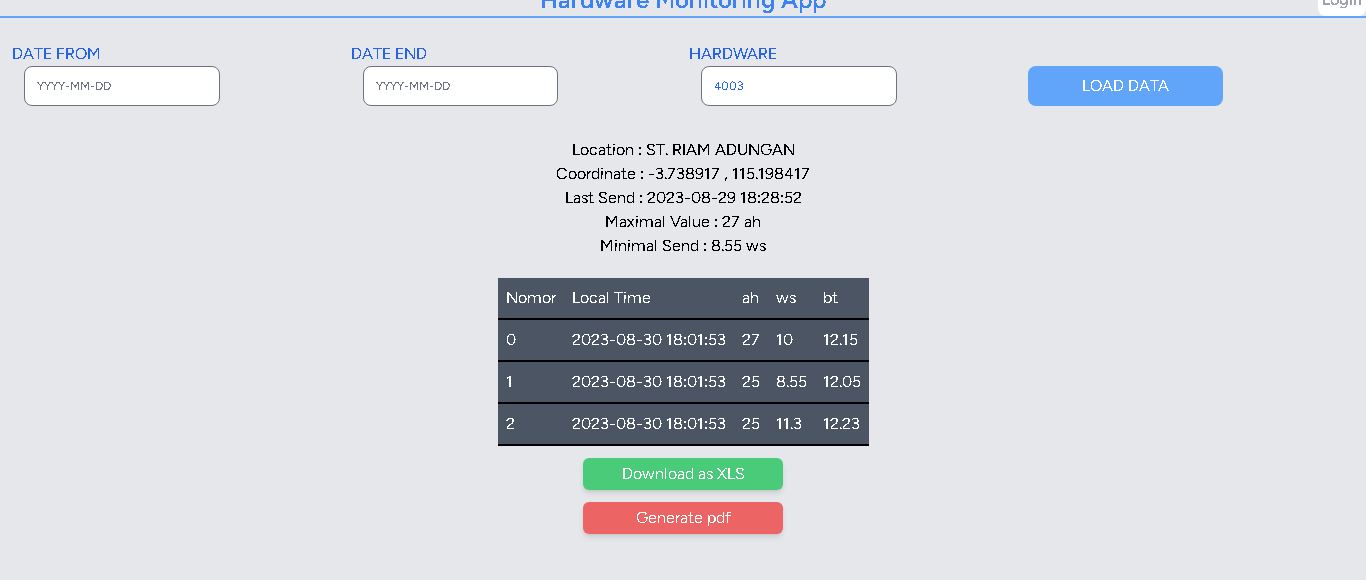 Hardware Monitoring App
Login
DATE FROM
DATE END
HARDWARE
YYYY-MM-DD
YYYY-MM-DD
4003
LOAD DATA
Location : ST. RIAM ADUNGAN
Coordinate : -3.738917 , 115.198417
Last Send : 2023-08-29 18:28:52
Maximal Value : 27 ah
Minimal Send : 8.55 ws
Nomor Local Time ah ws bt
0 2023-08-30 18:01:53 27 10 12.15
1 2023-08-30 18:01:53 25 8.55 12.05
2 2023-08-30 18:01:53 25 11.3 12.23
Download as XLS
Generate pdf